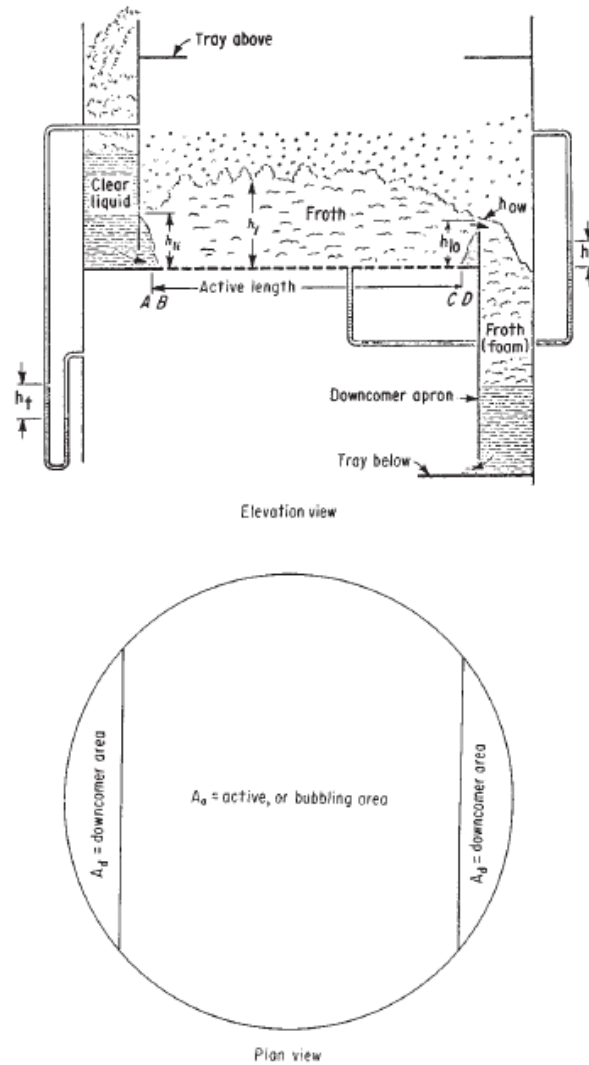 Tray above
Clear
liquid
Froth
h_li
h_f
h_lo
h_ow
h
A B
Active length
C D
Froth
(foam)
h_t
Downcomer apron
Tray below
Elevation view
A_d = downcomer area
A_a = active, or bubbling area
A_d = downcomer area
Plan view